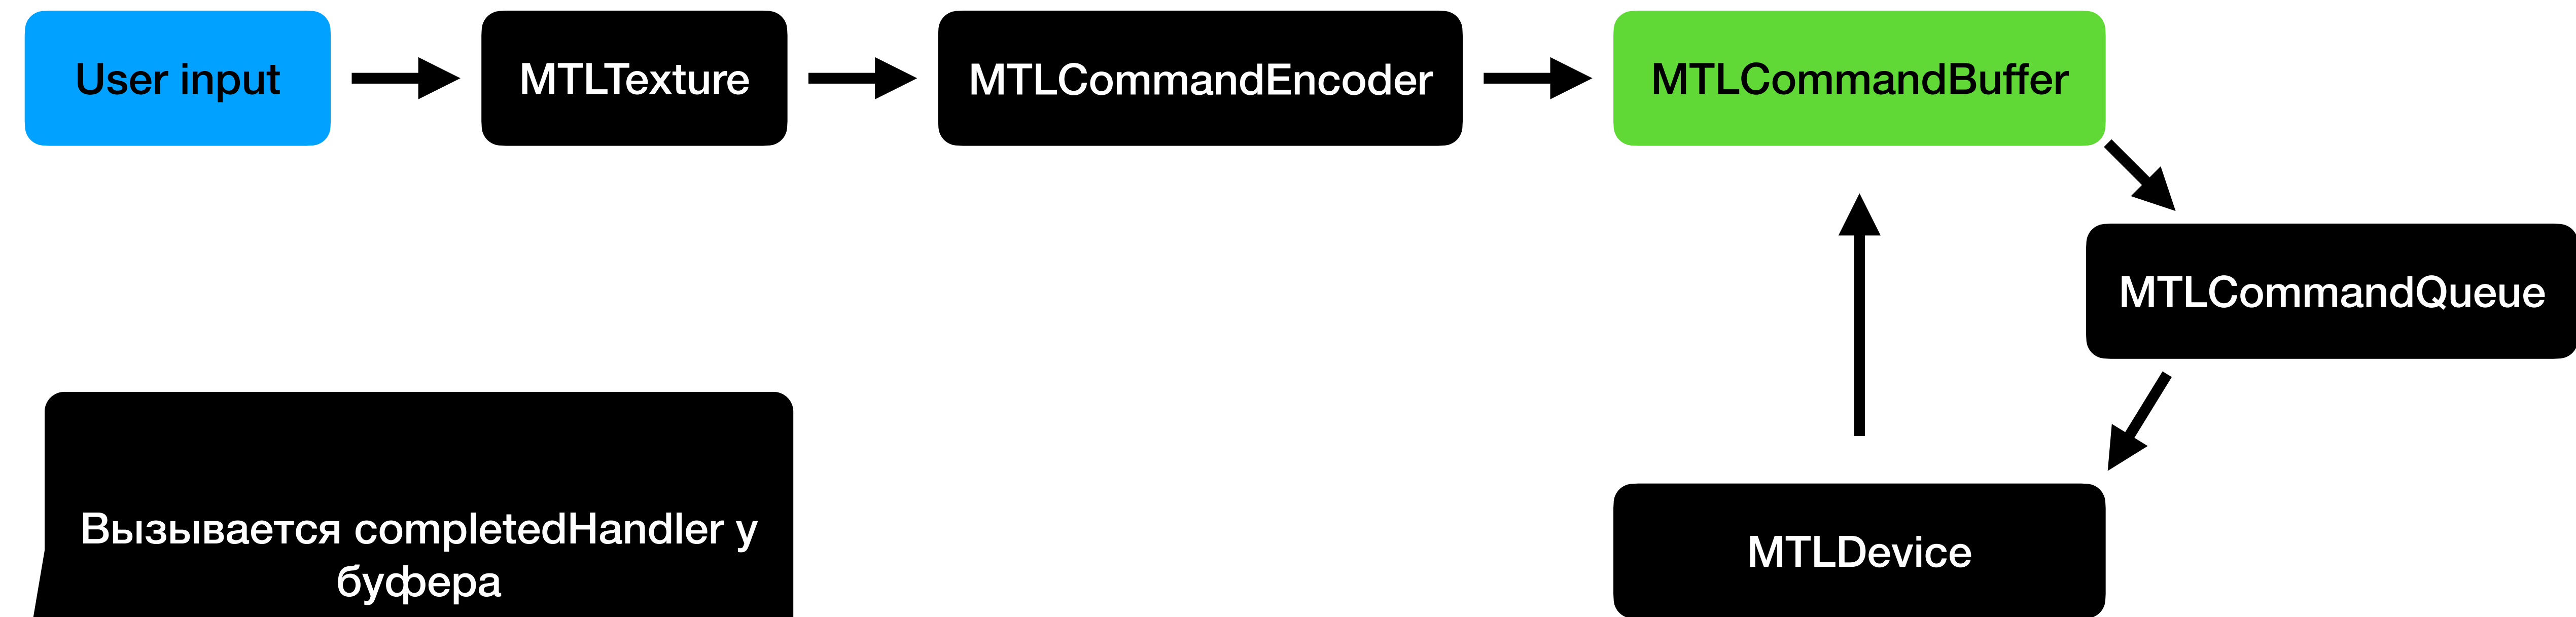 User input
MTLTexture
MTLCommandEncoder
MTLCommandBuffer
MTLCommandQueue
Вызывается completedHandler у
буфера
MTLDevice